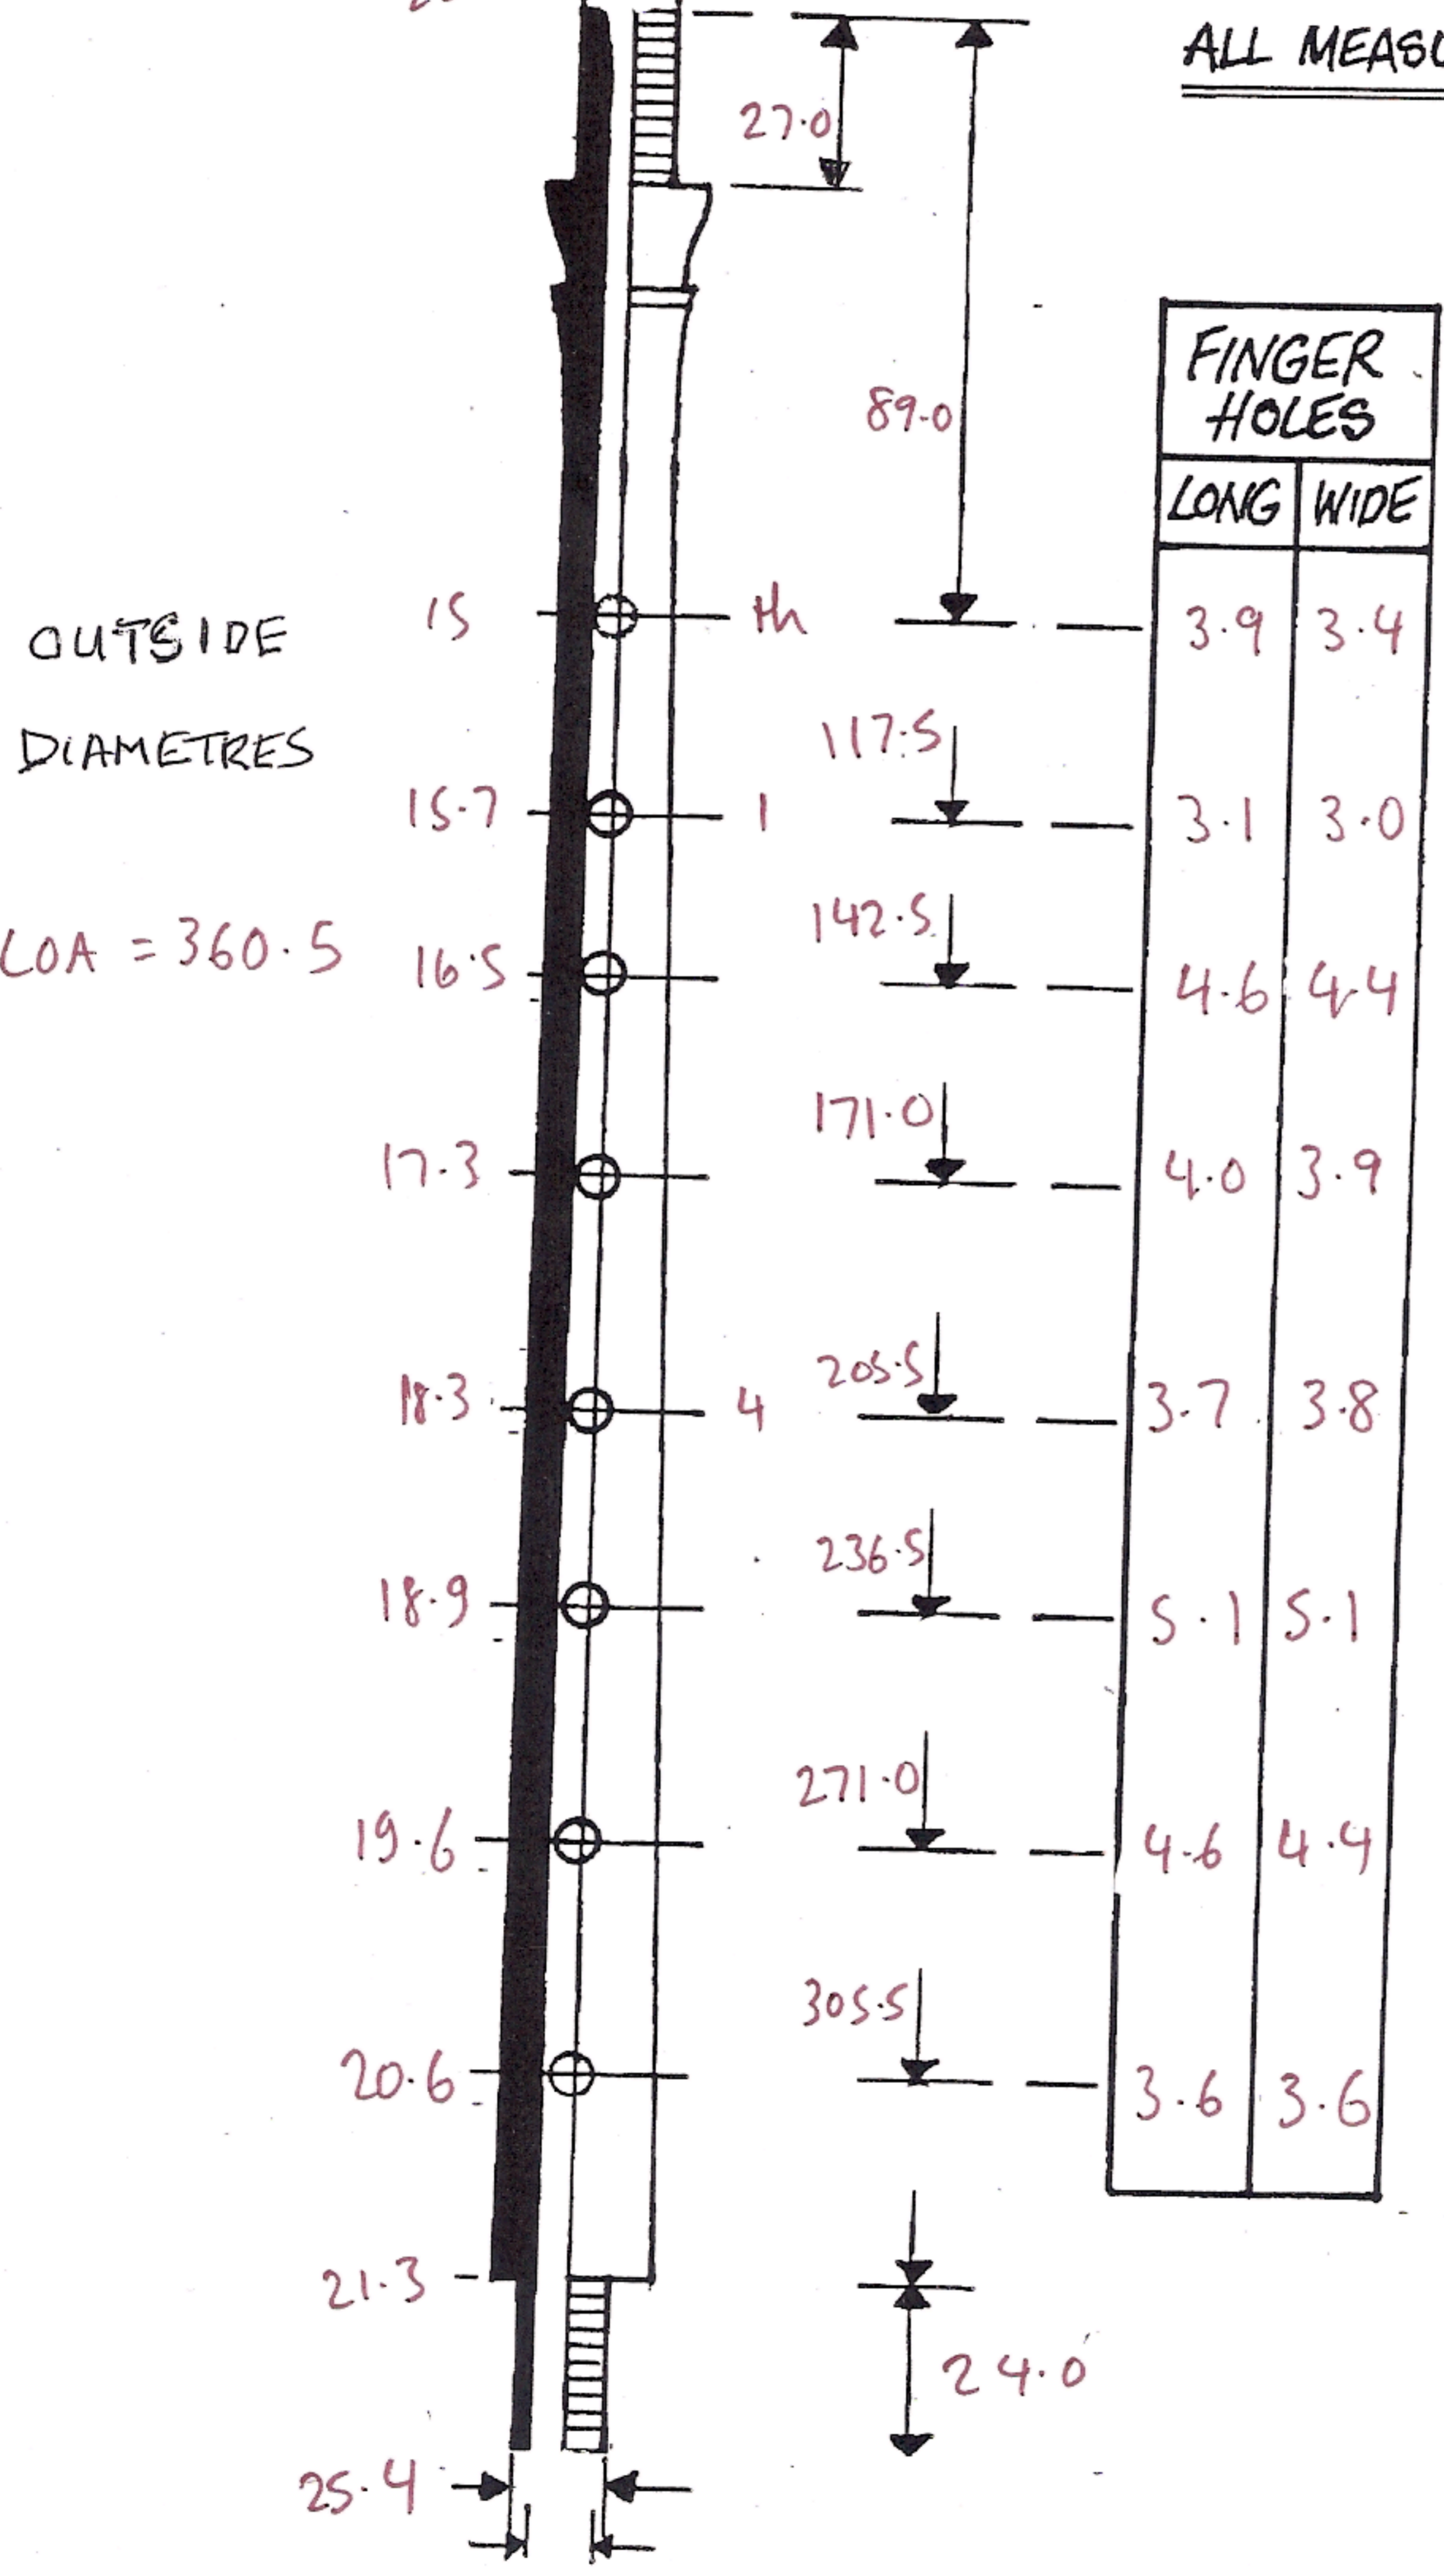 ALL MEASU
27.0
89.0
FINGER
HOLES
LONG WIDE
OUTSIDE
DIAMETRES
15 th 3.9 3.4
117.5
15.7 1 3.1 3.0
LOA = 360.5
142.5
16.5 4.6 4.4
171.0
17.3 4.0 3.9
205.5
18.3 4 3.7 3.8
236.5
18.9 5.1 5.1
271.0
19.6 4.6 4.4
305.5
20.6 3.6 3.6
21.3
24.0
25.4